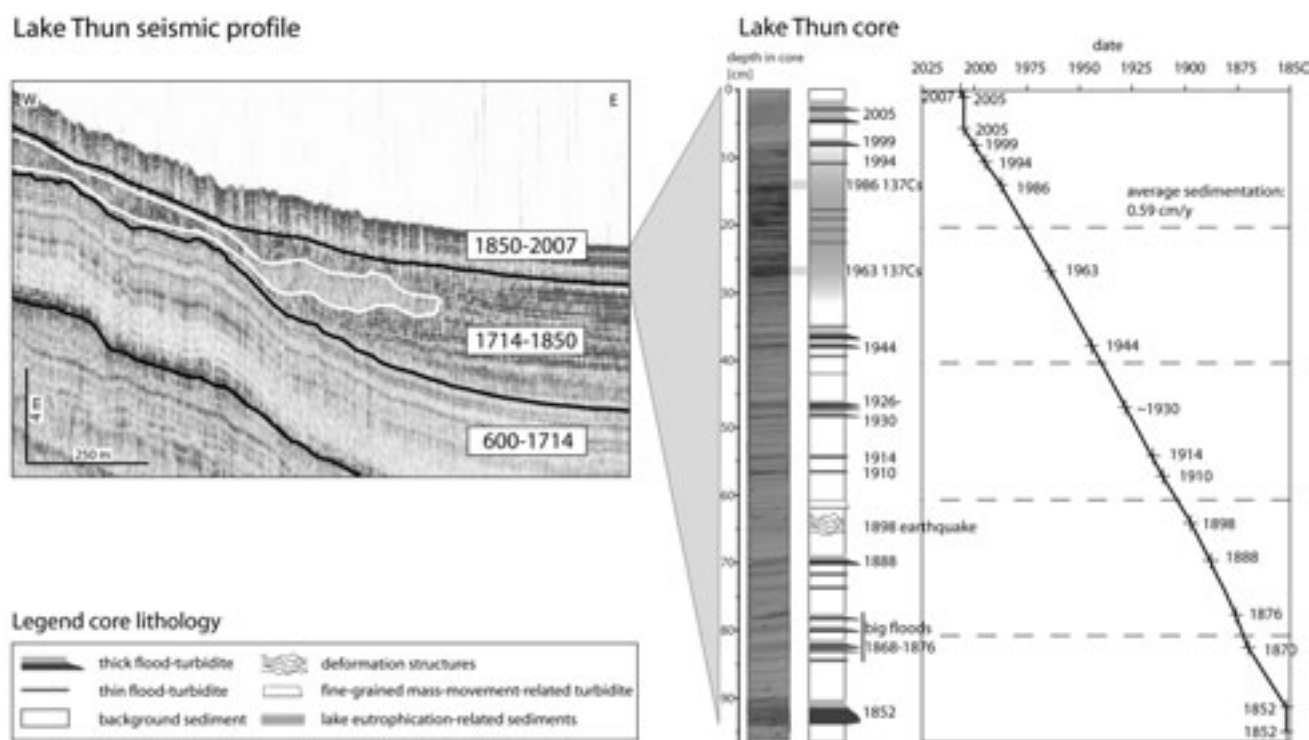 Lake Thun seismic profile
W
E
1850-2007
1714-1850
600-1714
250 m
Legend core lithology
thick flood-turbidite
deformation structures
thin flood-turbidite
fine-grained mass-movement-related turbidite
background sediment
lake eutrophication-related sediments
Lake Thun core
depth in core
[cm]
0
10
20
30
40
50
60
70
80
90
2005
1999
1994
1986 137Cs
1963 137Cs
1944
1926-
1930
1914
1910
1898 earthquake
1888
big floods
1868-1876
1852
date
2025 2000 1975 1950 1925 1900 1875 1850
2007 2005
2005
1999
1994
1986
average sedimentation:
0.59 cm/y
1963
1944
~1930
1914
1910
1898
1888
1876
1870
1852
1852